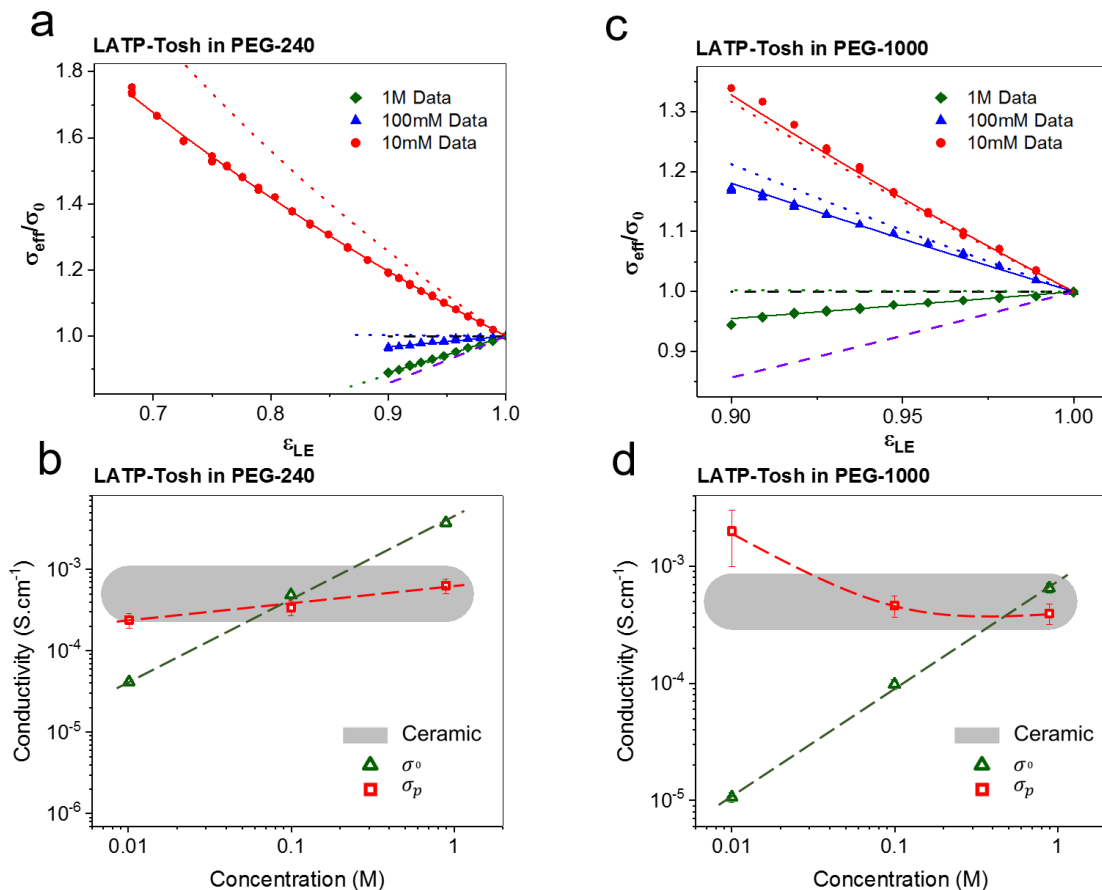 a
LATP-Tosh in PEG-240
1M Data
100mM Data
10mM Data
1.8
1.6
1.4
1.2
1.0
σeff/σ0
0.7
0.8
0.9
1.0
εLE
c
LATP-Tosh in PEG-1000
1M Data
100mM Data
10mM Data
1.3
1.2
1.1
1.0
0.9
σeff/σ0
0.90
0.95
1.00
εLE
b
LATP-Tosh in PEG-240
10⁻³
10⁻⁴
10⁻⁵
10⁻⁶
Conductivity (S.cm⁻¹)
Ceramic
σ⁰
σp
0.01
0.1
1
Concentration (M)
d
LATP-Tosh in PEG-1000
10⁻³
10⁻⁴
10⁻⁵
Conductivity (S.cm⁻¹)
Ceramic
σ⁰
σp
0.01
0.1
1
Concentration (M)